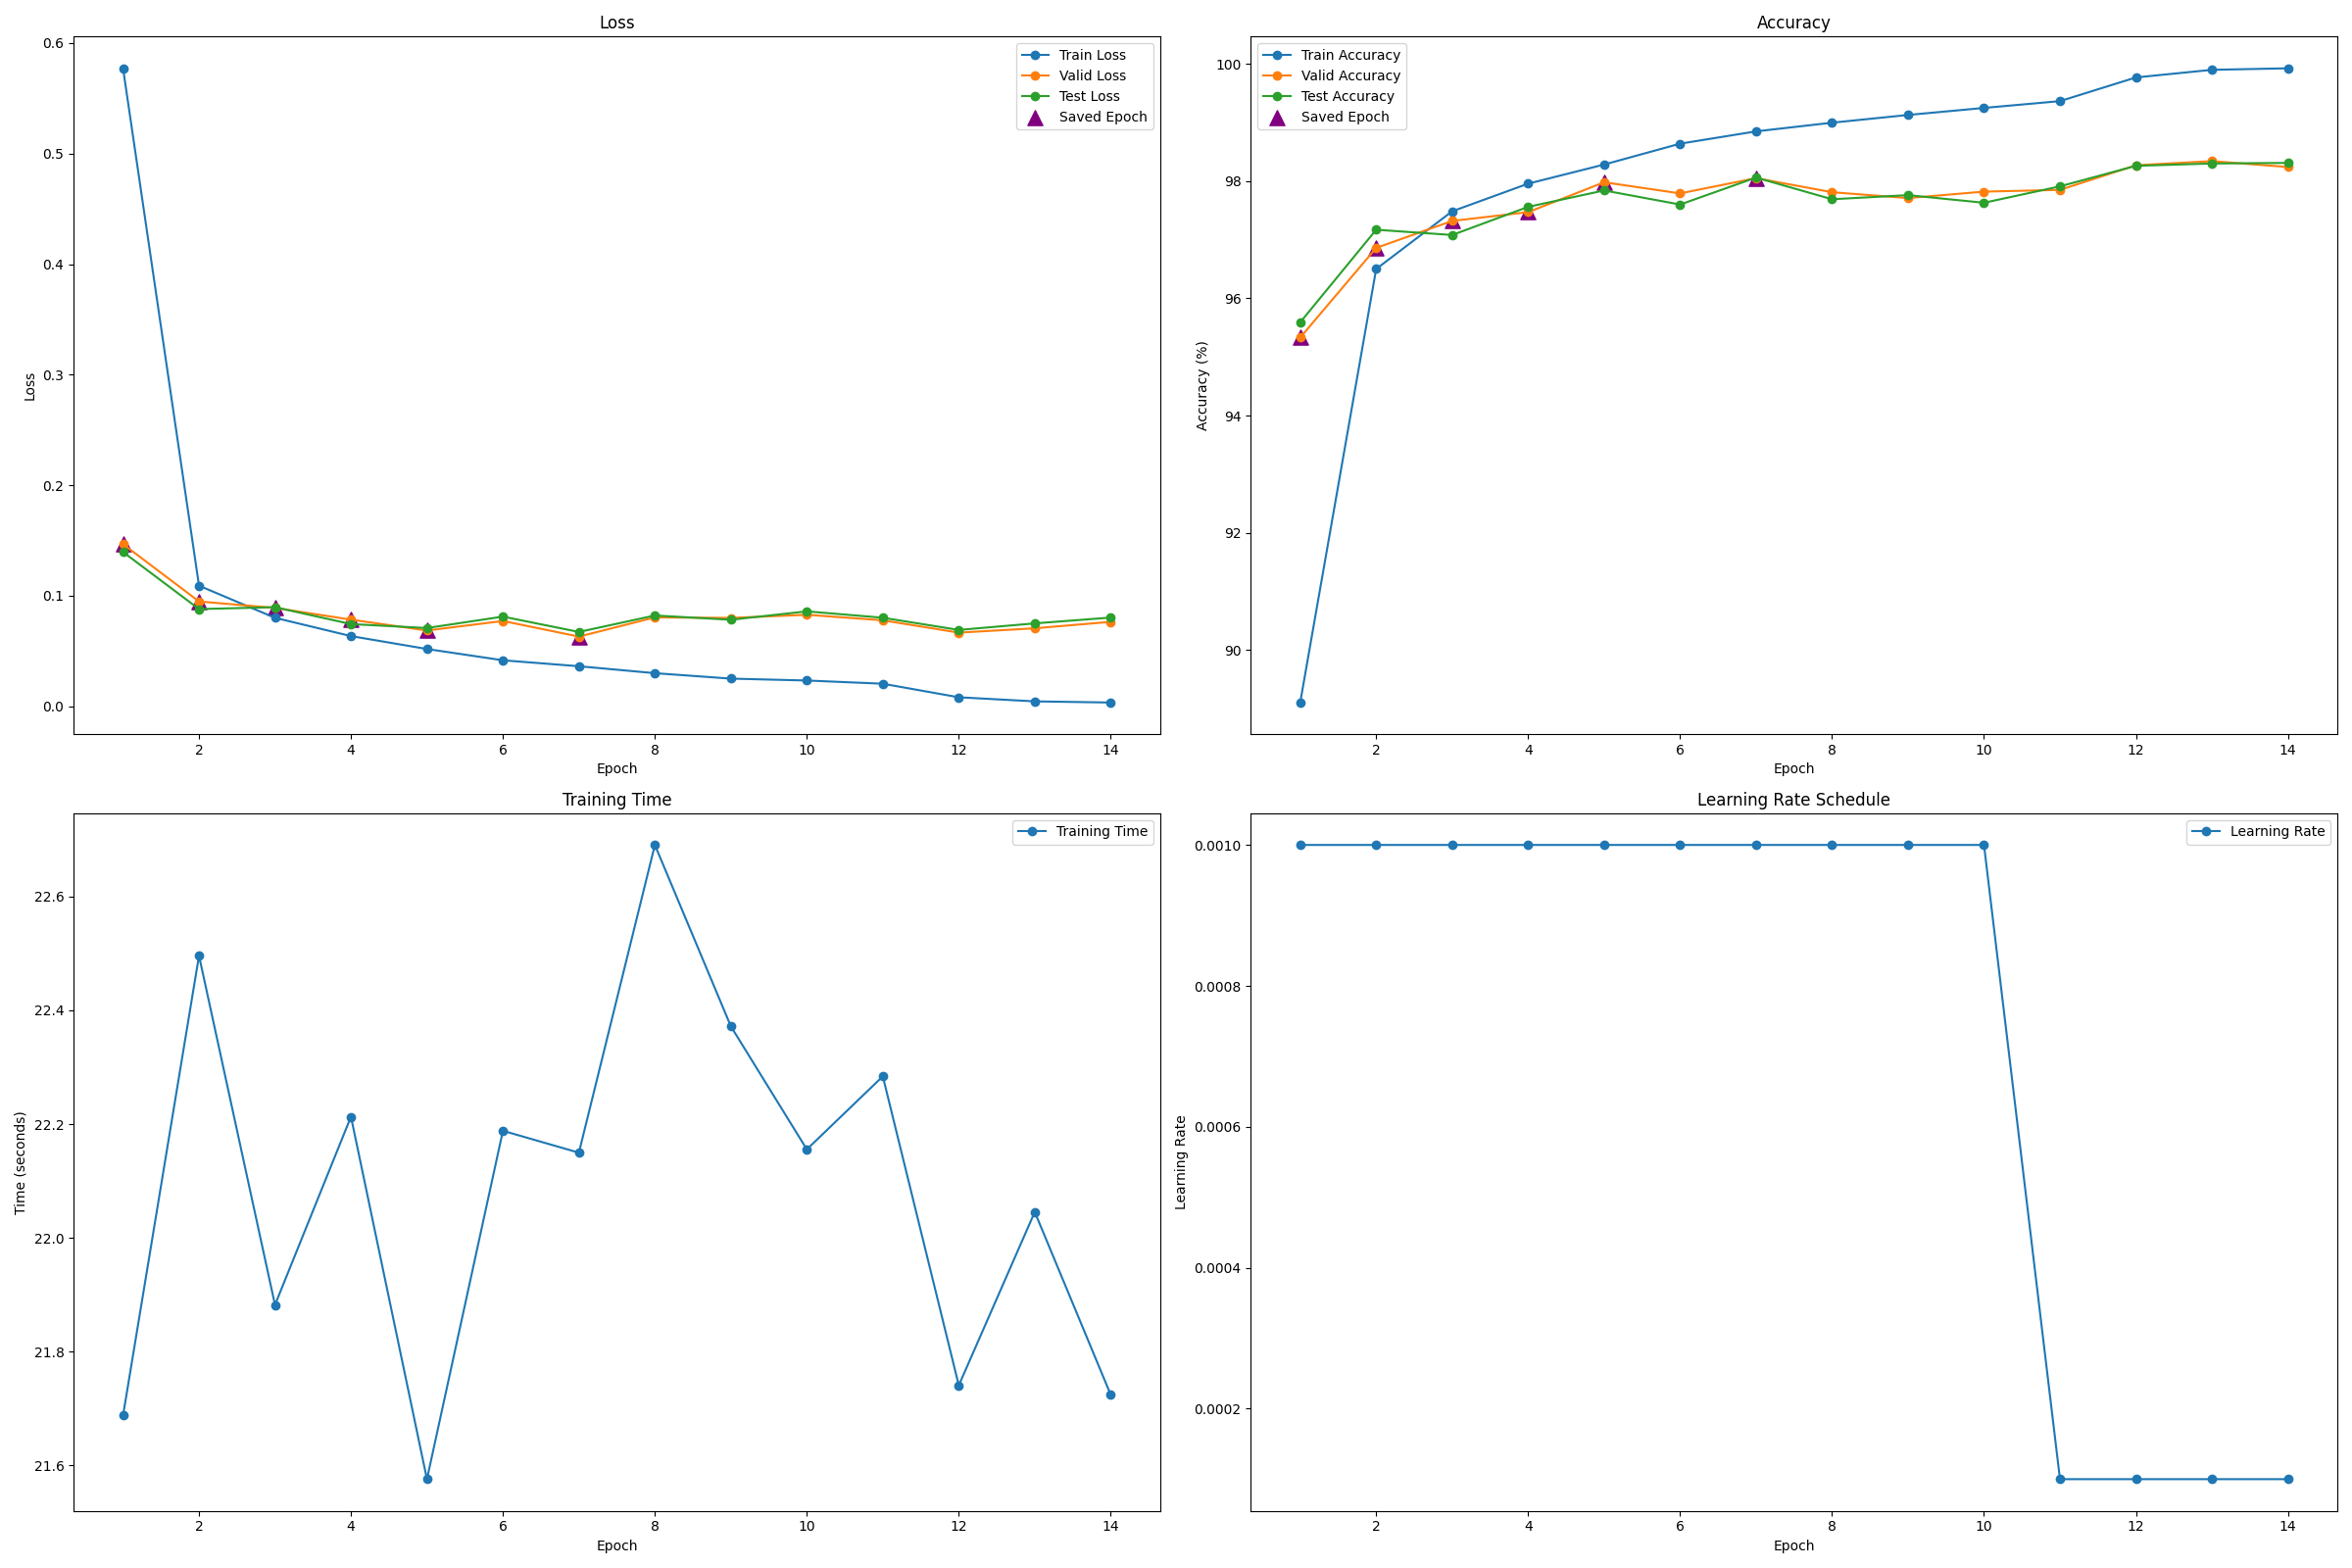 Loss
Train Loss
Valid Loss
Test Loss
Saved Epoch
0.6
0.5
0.4
0.3
0.2
0.1
0.0
Loss
2 4 6 8 10 12 14
Epoch
Accuracy
Train Accuracy
Valid Accuracy
Test Accuracy
Saved Epoch
100
98
96
94
92
90
Accuracy (%)
2 4 6 8 10 12 14
Epoch
Training Time
Training Time
22.6
22.4
22.2
22.0
21.8
21.6
Time (seconds)
2 4 6 8 10 12 14
Epoch
Learning Rate Schedule
Learning Rate
0.0010
0.0008
0.0006
0.0004
0.0002
Learning Rate
2 4 6 8 10 12 14
Epoch